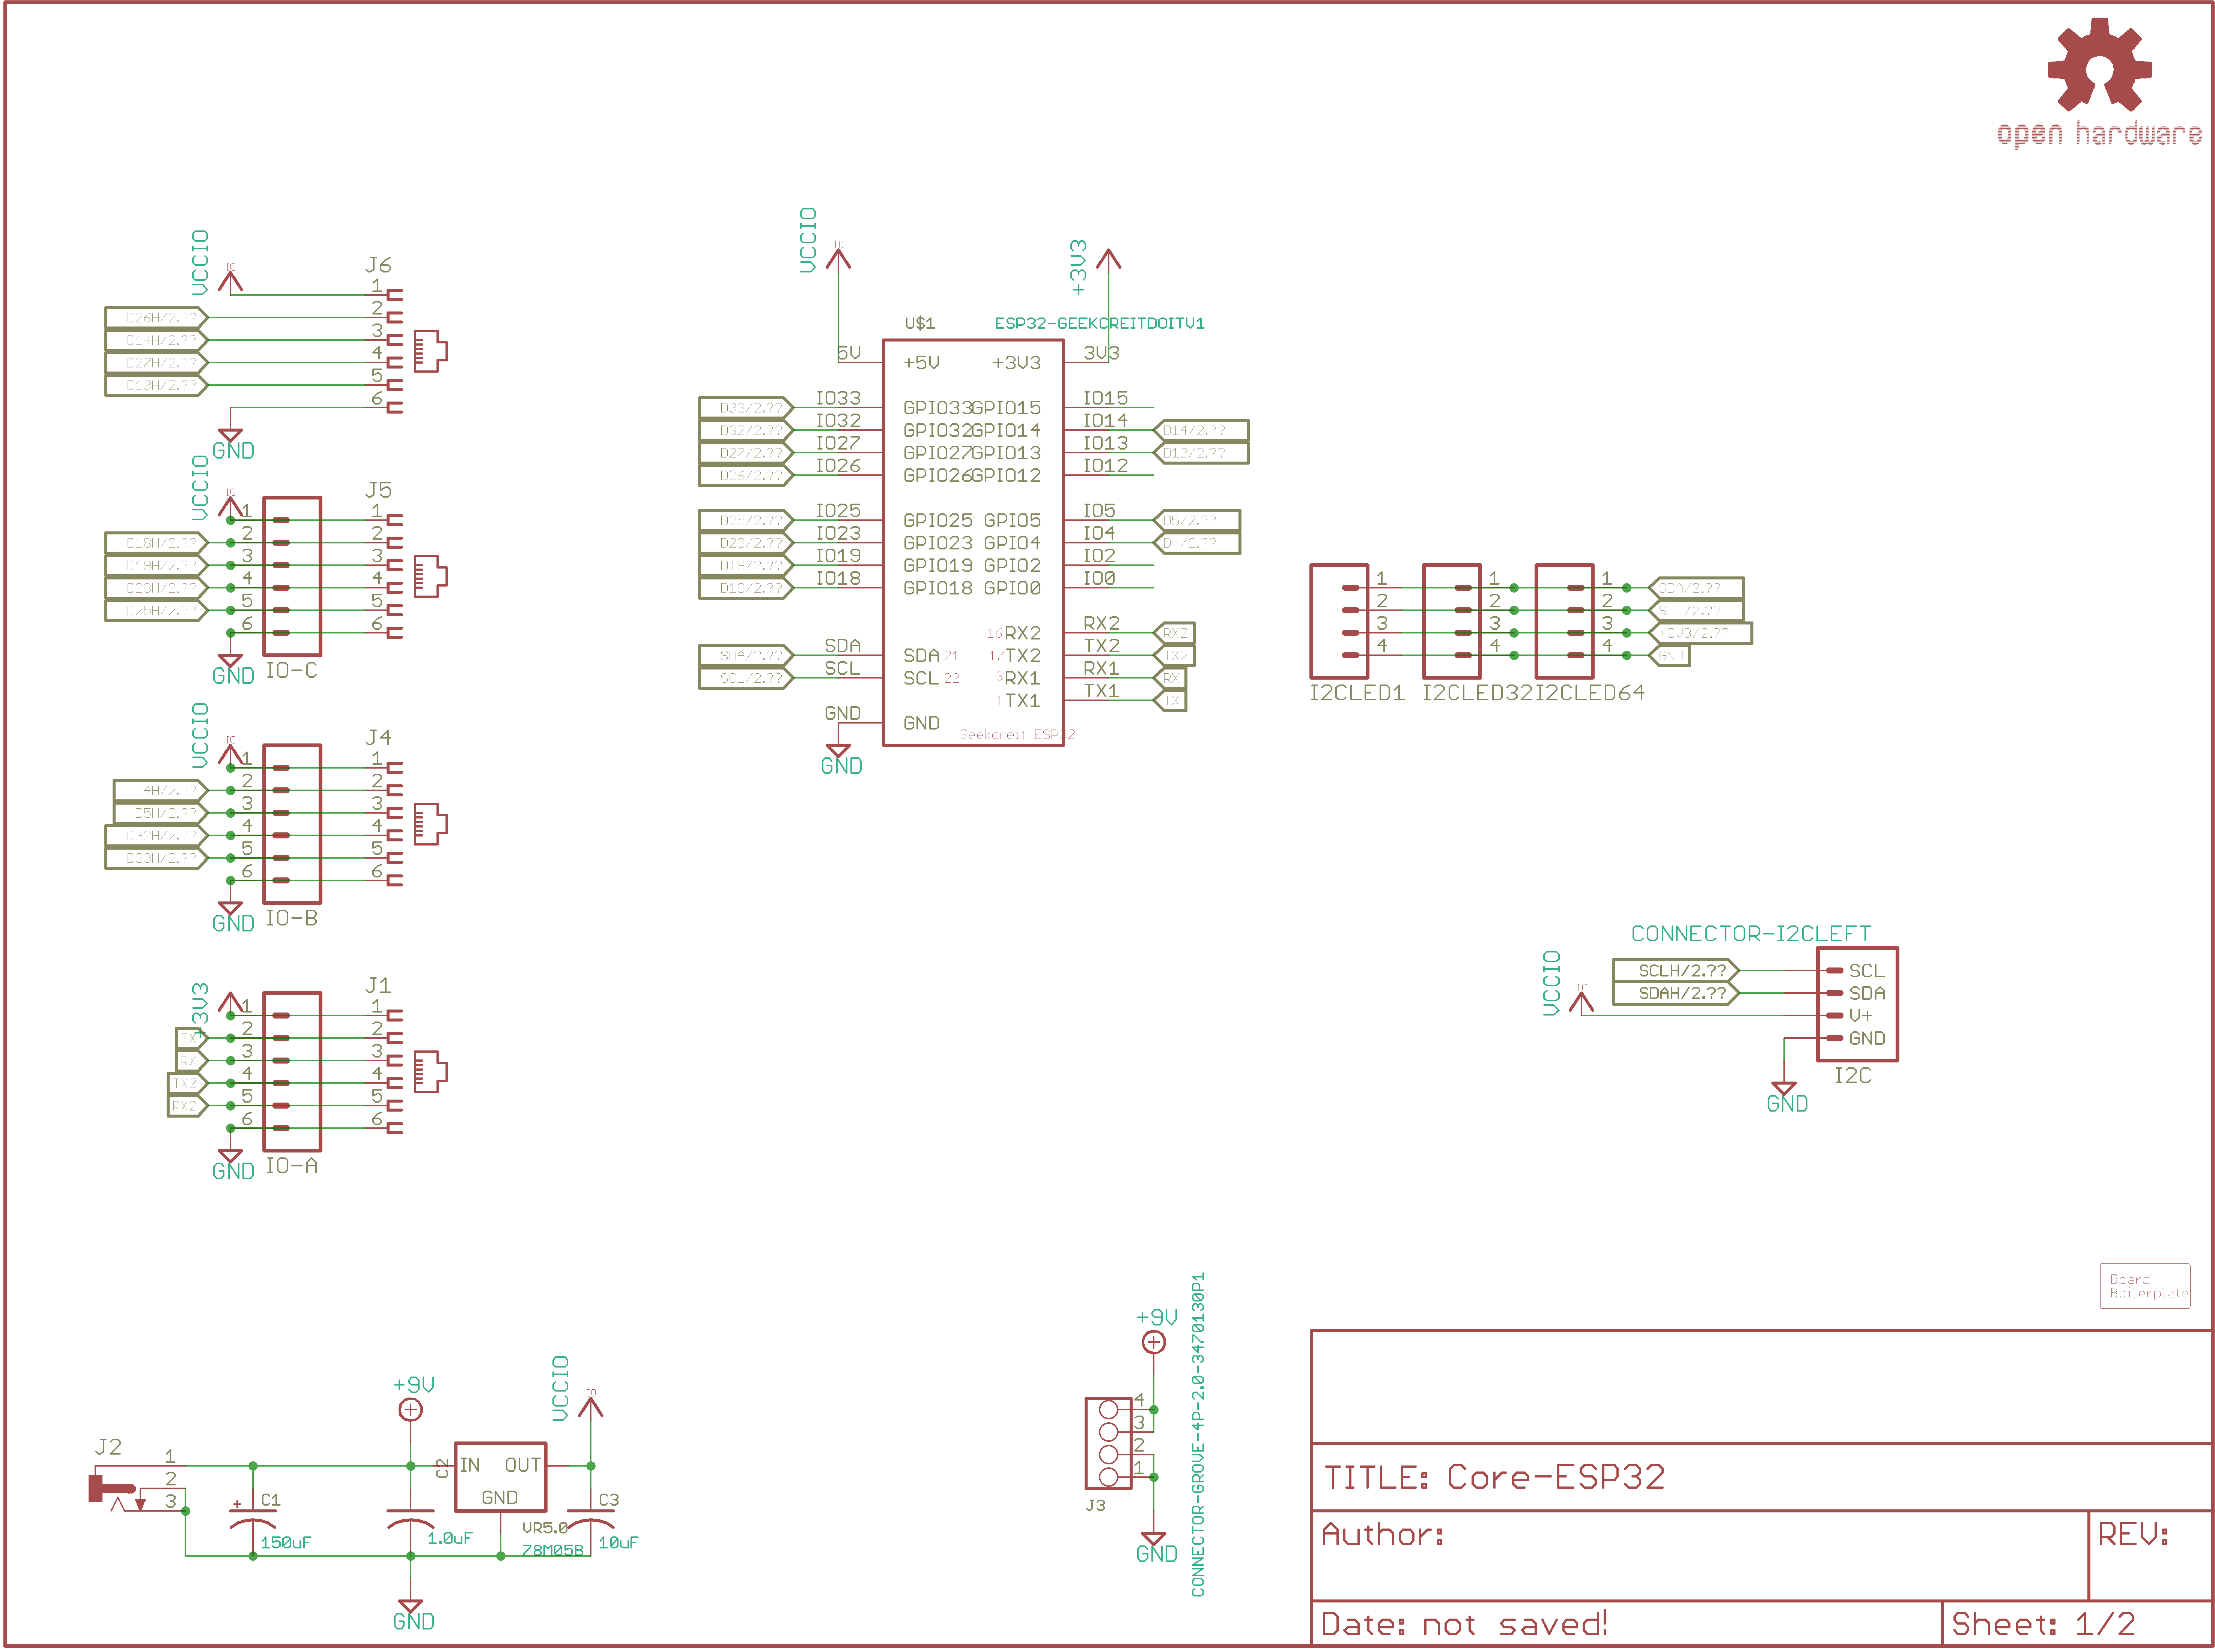 open hardware
VCCIO
IO
J6
1
2
3
4
5
6
D26H/2.??
D14H/2.??
D27H/2.??
D13H/2.??
GND
VCCIO
IO
J5
1
2
3
4
5
6
1
2
3
4
5
6
D18H/2.??
D19H/2.??
D23H/2.??
D25H/2.??
GND
IO-C
VCCIO
IO
J4
1
2
3
4
5
6
1
2
3
4
5
6
D4H/2.??
D5H/2.??
D32H/2.??
D33H/2.??
GND
IO-B
+3V3
J1
1
2
3
4
5
6
1
2
3
4
5
6
TX
RX
TX2
RX2
GND
IO-A
VCCIO
IO
+3V3
U$1
ESP32-GEEKCREITDOITV1
5V +5V +3V3 3V3
D33/2.?? IO33 GPIO33 GPIO15 IO15
D32/2.?? IO32 GPIO32 GPIO14 IO14 D14/2.??
D27/2.?? IO27 GPIO27 GPIO13 IO13 D13/2.??
D26/2.?? IO26 GPIO26 GPIO12 IO12
D25/2.?? IO25 GPIO25 GPIO5 IO5 D5/2.??
D23/2.?? IO23 GPIO23 GPIO4 IO4 D4/2.??
D19/2.?? IO19 GPIO19 GPIO2 IO2
D18/2.?? IO18 GPIO18 GPIO0 IO0
16 RX2 RX2 RX2
SDA/2.?? SDA SDA 21 17 TX2 TX2 TX2
SCL/2.?? SCL SCL 22 3 RX1 RX1 RX
1 TX1 TX1 TX
GND GND
Geekcreit ESP32
GND
1 1 1 SDA/2.??
2 2 2 SCL/2.??
3 3 3 +3V3/2.??
4 4 4 GND
I2CLED1 I2CLED32 I2CLED64
CONNECTOR-I2CLEFT
VCCIO
IO
SCLH/2.?? SCL
SDAH/2.?? SDA
V+
GND
I2C
GND
Board
Boilerplate
J2
1
2
3
C1
150uF
+9V
C2
1.0uF
IN OUT
GND
VR5.0
78M05B
VCCIO
IO
C3
10uF
GND
+9V
4
3
2
1
J3
CONNECTOR-GROVE-4P-2.0-3470130P1
GND
TITLE: Core-ESP32
Author:
REV:
Date: not saved!
Sheet: 1/2